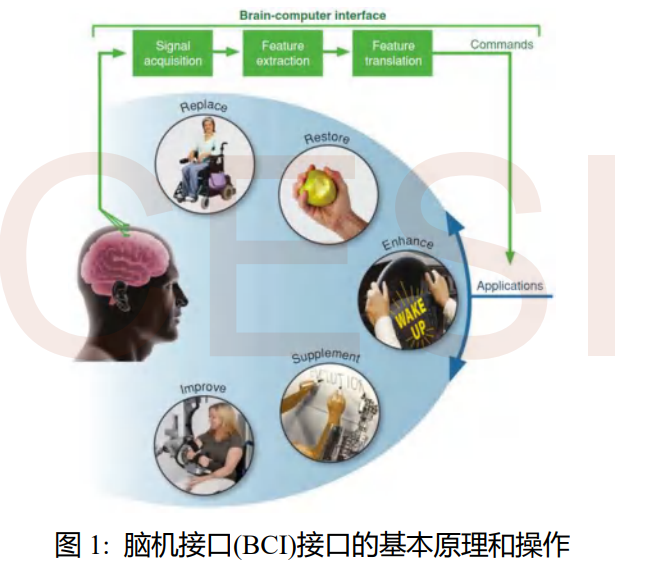 Brain-computer interface
Signal
acquisition
Feature
extraction
Feature
translation
Commands
Replace
Restore
Enhance
WAKE
UP
Applications
Supplement
Improve
CESI
图 1: 脑机接口(BCI)接口的基本原理和操作